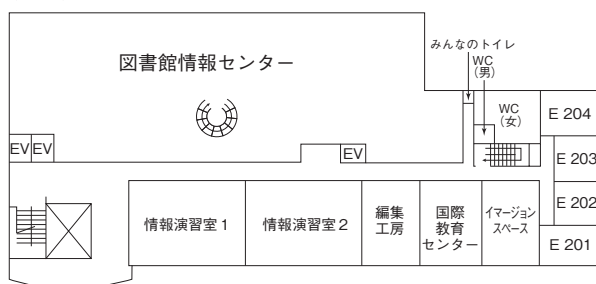 みんなのトイレ
WC
(男)
図書館情報センター
WC
(女)
E 204
EV
EV
EV
E 203
E 202
E 201
情報演習室 1
情報演習室 2
編集
工房
国際
教育
センター
イマージョン
スペース